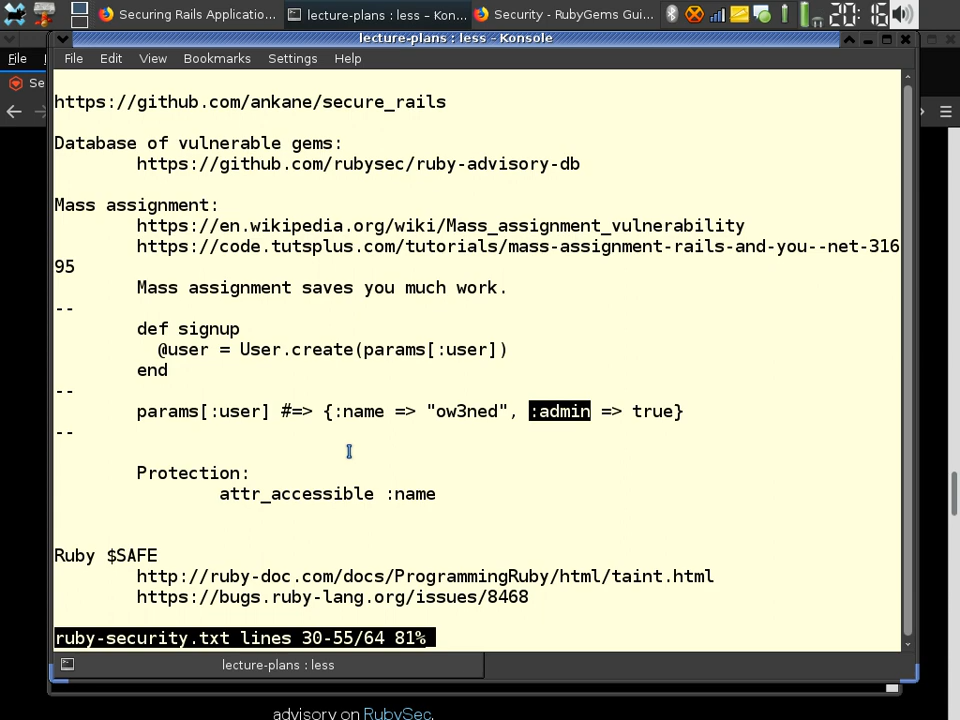 Securing Rails Applicatio...
lecture-plans : less – Kon...
Security - RubyGems Gui...
20:16
lecture-plans : less – Konsole
File
File Edit View Bookmarks Settings Help
Se
https://github.com/ankane/secure_rails
Database of vulnerable gems:
https://github.com/rubysec/ruby-advisory-db
Mass assignment:
https://en.wikipedia.org/wiki/Mass_assignment_vulnerability
https://code.tutsplus.com/tutorials/mass-assignment-rails-and-you--net-316
95
Mass assignment saves you much work.
--
def signup
@user = User.create(params[:user])
end
--
params[:user] #=> {:name => "ow3ned", :admin => true}
--
Protection:
attr_accessible :name
Ruby $SAFE
http://ruby-doc.com/docs/ProgrammingRuby/html/taint.html
https://bugs.ruby-lang.org/issues/8468
ruby-security.txt lines 30-55/64 81%
lecture-plans : less
advisory on RubySec.